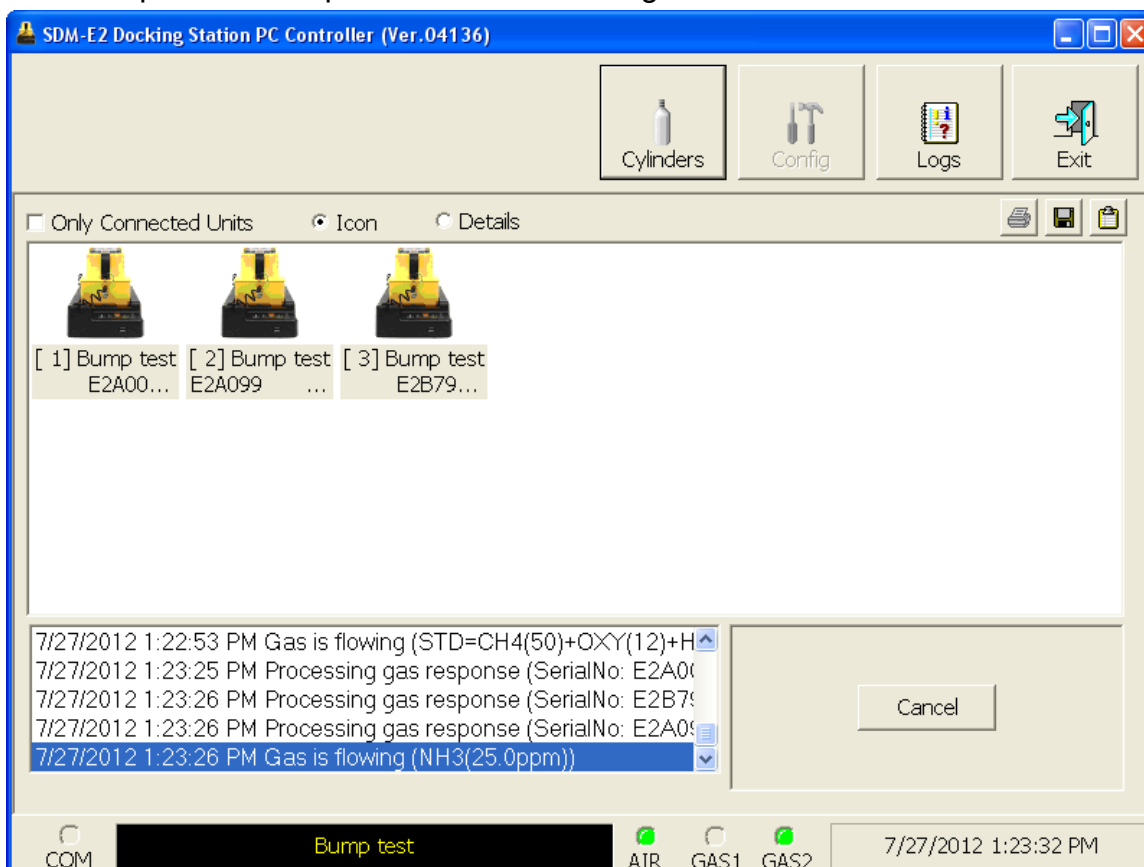 SDM-E2 Docking Station PC Controller (Ver.04136)
Cylinders
Config
Logs
Exit
Only Connected Units
Icon
Details
[ 1] Bump test
E2A00...
[ 2] Bump test
E2A099 ...
[ 3] Bump test
E2B79...
7/27/2012 1:22:53 PM Gas is flowing (STD=CH4(50)+OXY(12)+H
7/27/2012 1:23:25 PM Processing gas response (SerialNo: E2A00
7/27/2012 1:23:26 PM Processing gas response (SerialNo: E2B79
7/27/2012 1:23:26 PM Processing gas response (SerialNo: E2A09
7/27/2012 1:23:26 PM Gas is flowing (NH3(25.0ppm))
Cancel
COM
Bump test
AIR
GAS1
GAS2
7/27/2012 1:23:32 PM